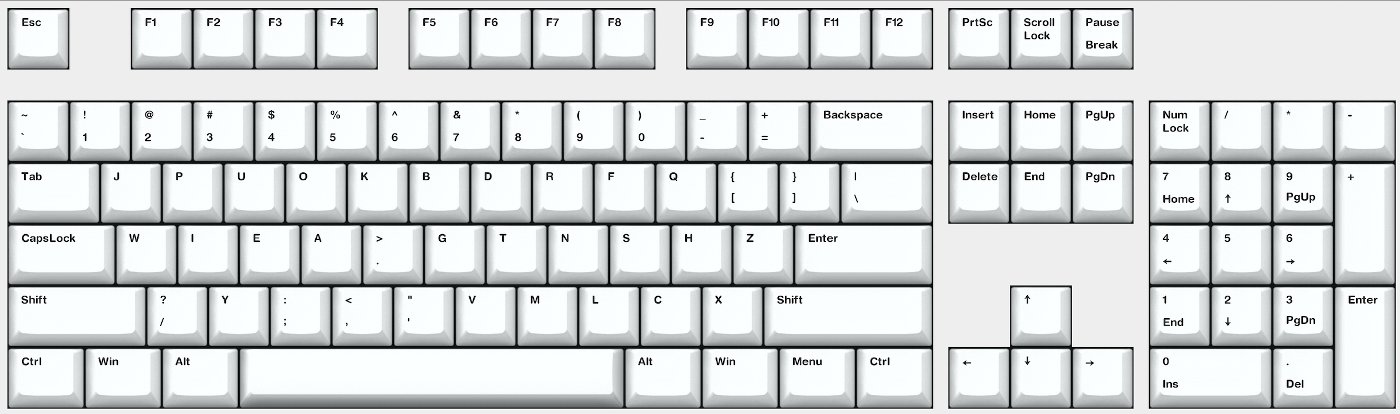 Esc F1 F2 F3 F4 F5 F6 F7 F8 F9 F10 F11 F12 PrtSc Scroll Lock Pause Break
~ ! @ # $ % ^ & * ( ) _ + Backspace Insert Home PgUp Num Lock / * -
` 1 2 3 4 5 6 7 8 9 0 - =
Tab J P U O K B D R F Q { } | Delete End PgDn 7 8 9 +
[ ] \ Home ↑ PgUp
CapsLock W I E A > G T N S H Z Enter 4 5 6
. ← →
Shift ? Y : < " V M L C X Shift ↑ 1 2 3 Enter
/ ; , ' End ↓ PgDn
Ctrl Win Alt Alt Win Menu Ctrl ← ↓ → 0 .
Ins Del